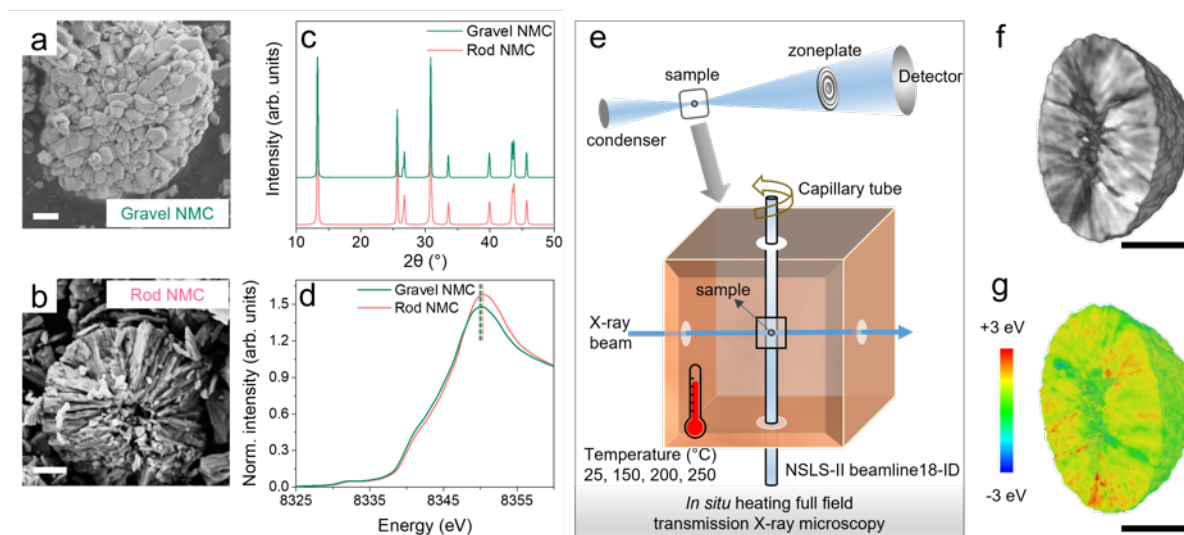 a
Gravel NMC
b
Rod NMC
c
Gravel NMC
Rod NMC
Intensity (arb. units)
10 20 30 40 50
2θ (°)
d
Gravel NMC
Rod NMC
Norm. intensity (arb. units)
1.5
1.2
0.9
0.6
0.3
0.0
8325 8335 8345 8355
Energy (eV)
e
zoneplate
sample
Detector
condenser
Capillary tube
sample
X-ray
beam
Temperature (°C)
25, 150, 200, 250
NSLS-II beamline18-ID
In situ heating full field
transmission X-ray microscopy
f
g
+3 eV
-3 eV